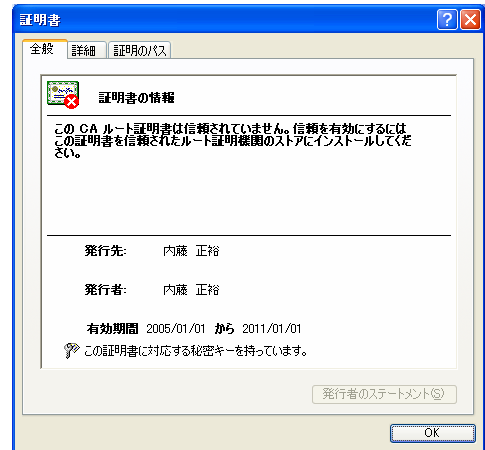 証明書
全般 詳細 証明のパス
証明書の情報
この CA ルート証明書は信頼されていません。信頼を有効にするには
この証明書を信頼されたルート証明機関のストアにインストールしてくだ
さい。
発行先: 内藤 正裕
発行者: 内藤 正裕
有効期間 2005/01/01 から 2011/01/01
この証明書に対応する秘密キーを持っています。
発行者のステートメント(S)
OK